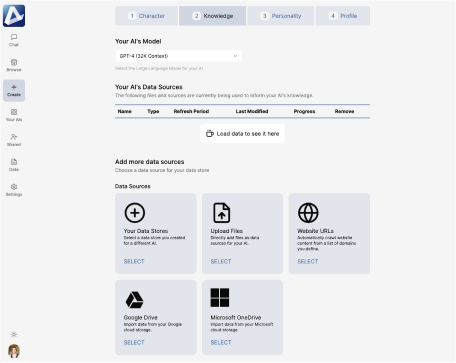 1 Character
2 Knowledge
3 Personality
4 Profile
Chat
Browse
Create
Your AIs
Shared
Data
Settings
Your AI's Model
GPT-4 (32K Context)
Select the Large Language Model for your AI
Your AI's Data Sources
The following files and sources are currently being used to inform your AI's knowledge.
Name Type Refresh Period Last Modified Progress Remove
Load data to see it here
Add more data sources
Choose a data source for your data store
Data Sources
Your Data Stores
Select a data store you created
for a different AI.
SELECT
Upload Files
Directly add files as data
sources for your AI.
SELECT
Website URLs
Automatically crawl website
content from a list of domains
you define.
SELECT
Google Drive
Import data from your Google
cloud storage.
SELECT
Microsoft OneDrive
Import data from your Microsoft
cloud storage.
SELECT